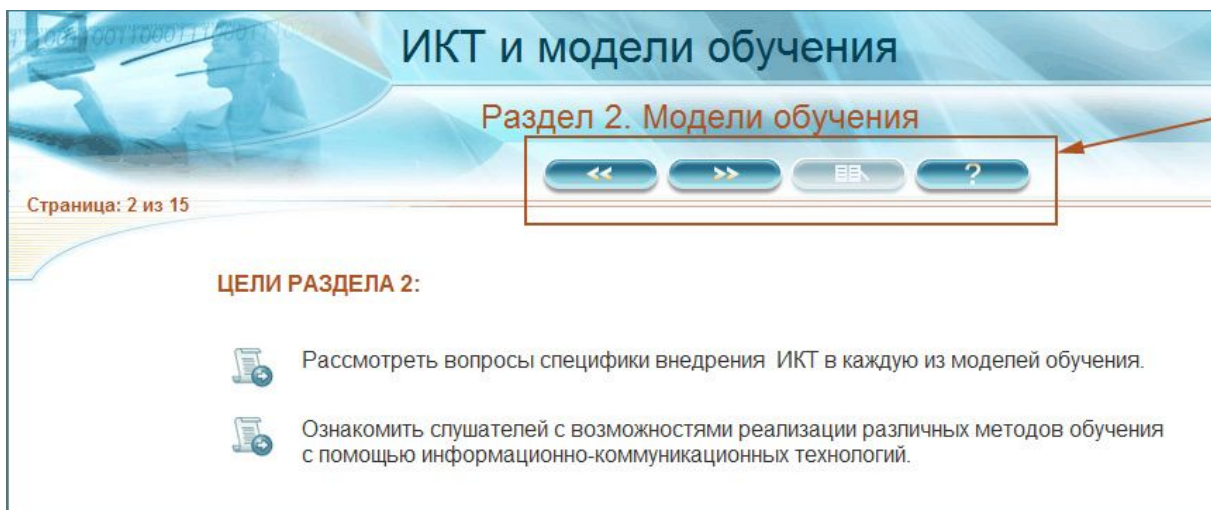 ИКТ и модели обучения
Раздел 2. Модели обучения
<< >> ?
Страница: 2 из 15
ЦЕЛИ РАЗДЕЛА 2:
Рассмотреть вопросы специфики внедрения ИКТ в каждую из моделей обучения.
Ознакомить слушателей с возможностями реализации различных методов обучения
с помощью информационно-коммуникационных технологий.